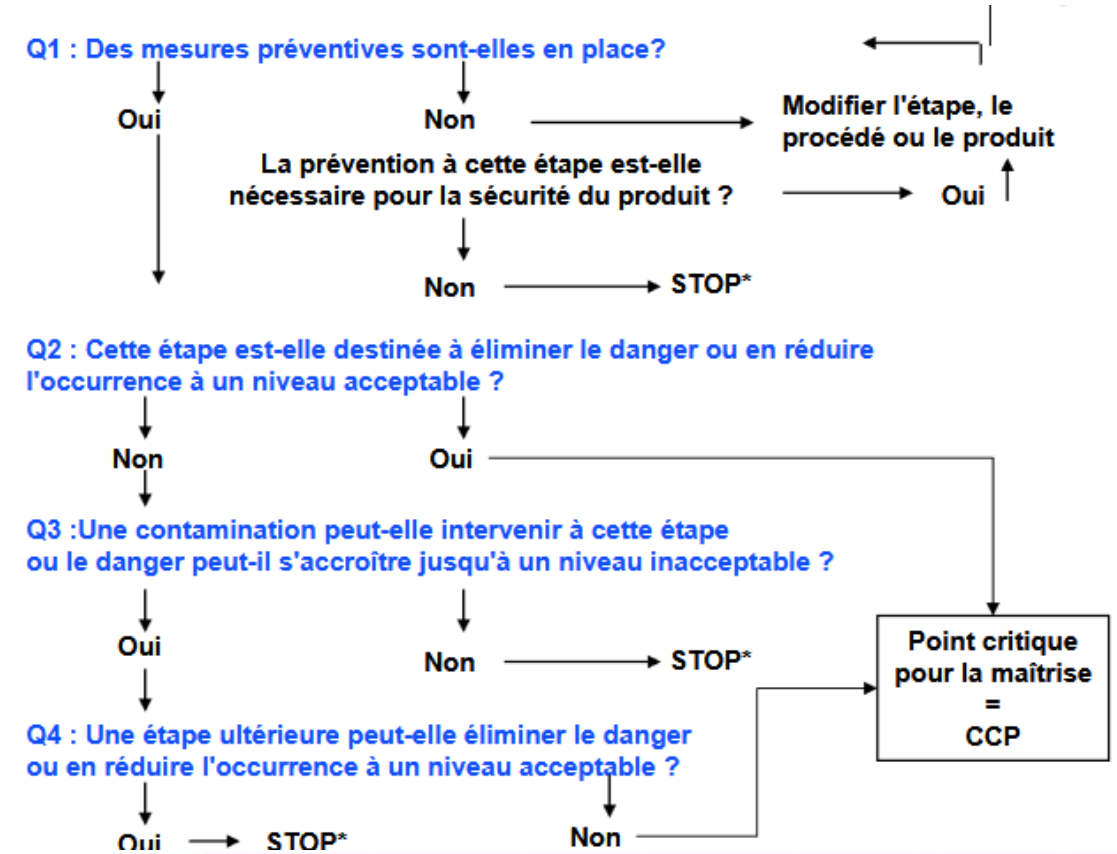 Q1 : Des mesures préventives sont-elles en place?
Oui
Non
Modifier l'étape, le
procédé ou le produit
La prévention à cette étape est-elle
nécessaire pour la sécurité du produit ?
Oui
Non
STOP*
Q2 : Cette étape est-elle destinée à éliminer le danger ou en réduire
l'occurrence à un niveau acceptable ?
Non
Oui
Q3 :Une contamination peut-elle intervenir à cette étape
ou le danger peut-il s'accroître jusqu'à un niveau inacceptable ?
Oui
Non
STOP*
Point critique
pour la maîtrise
=
CCP
Q4 : Une étape ultérieure peut-elle éliminer le danger
ou en réduire l'occurrence à un niveau acceptable ?
Oui
STOP*
Non